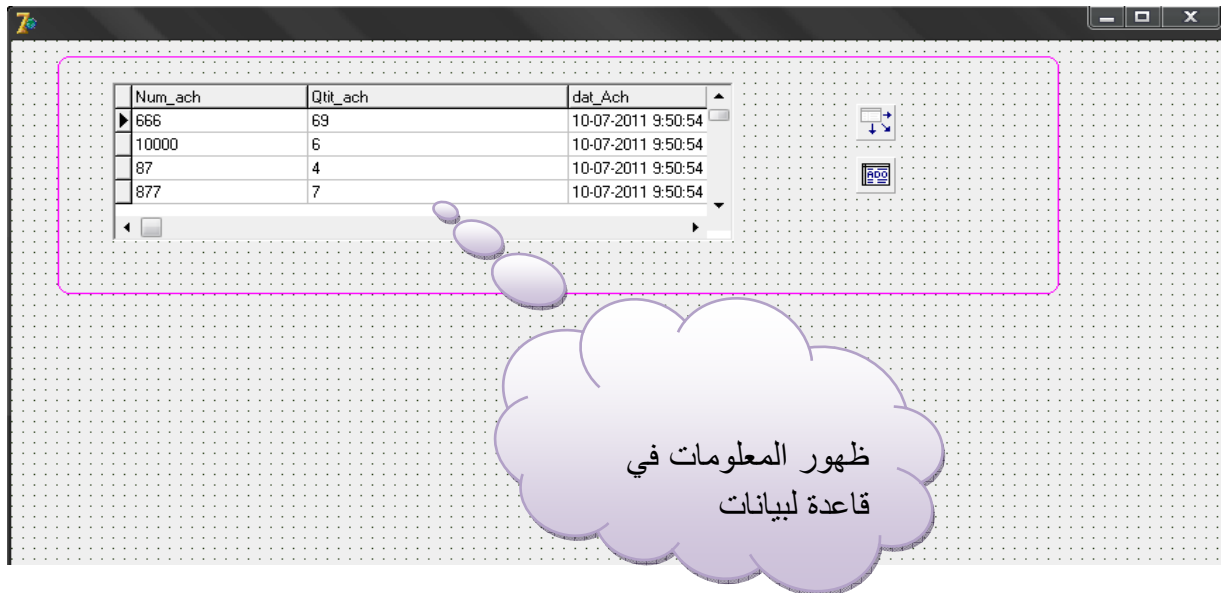 7
Num_ach Qtit_ach dat_Ach
666 69 10-07-2011 9:50:54
10000 6 10-07-2011 9:50:54
87 4 10-07-2011 9:50:54
877 7 10-07-2011 9:50:54
ADO
ظهور المعلومات في
قاعدة لبيانات